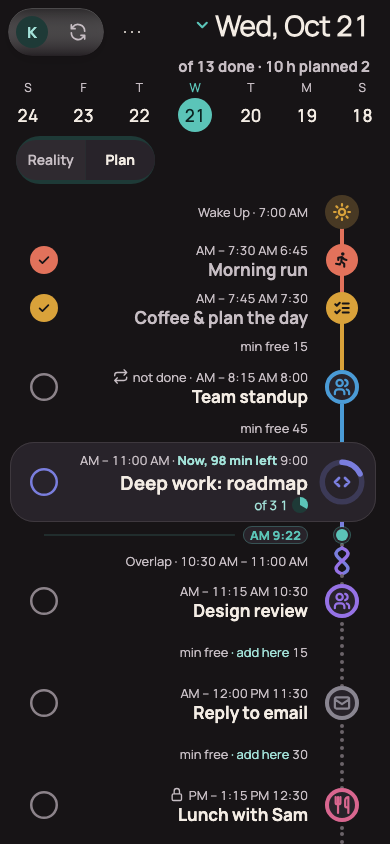 K
...
Wed, Oct 21
of 13 done · 10 h planned 2
S F T W T M S
24 23 22 21 20 19 18
Reality Plan
Wake Up · 7:00 AM
AM – 7:30 AM 6:45
Morning run
AM – 7:45 AM 7:30
Coffee & plan the day
min free 15
not done · AM – 8:15 AM 8:00
Team standup
min free 45
AM – 11:00 AM · Now, 98 min left 9:00
Deep work: roadmap
of 3 1
AM 9:22
Overlap · 10:30 AM – 11:00 AM
AM – 11:15 AM 10:30
Design review
min free · add here 15
AM – 12:00 PM 11:30
Reply to email
min free · add here 30
PM – 1:15 PM 12:30
Lunch with Sam